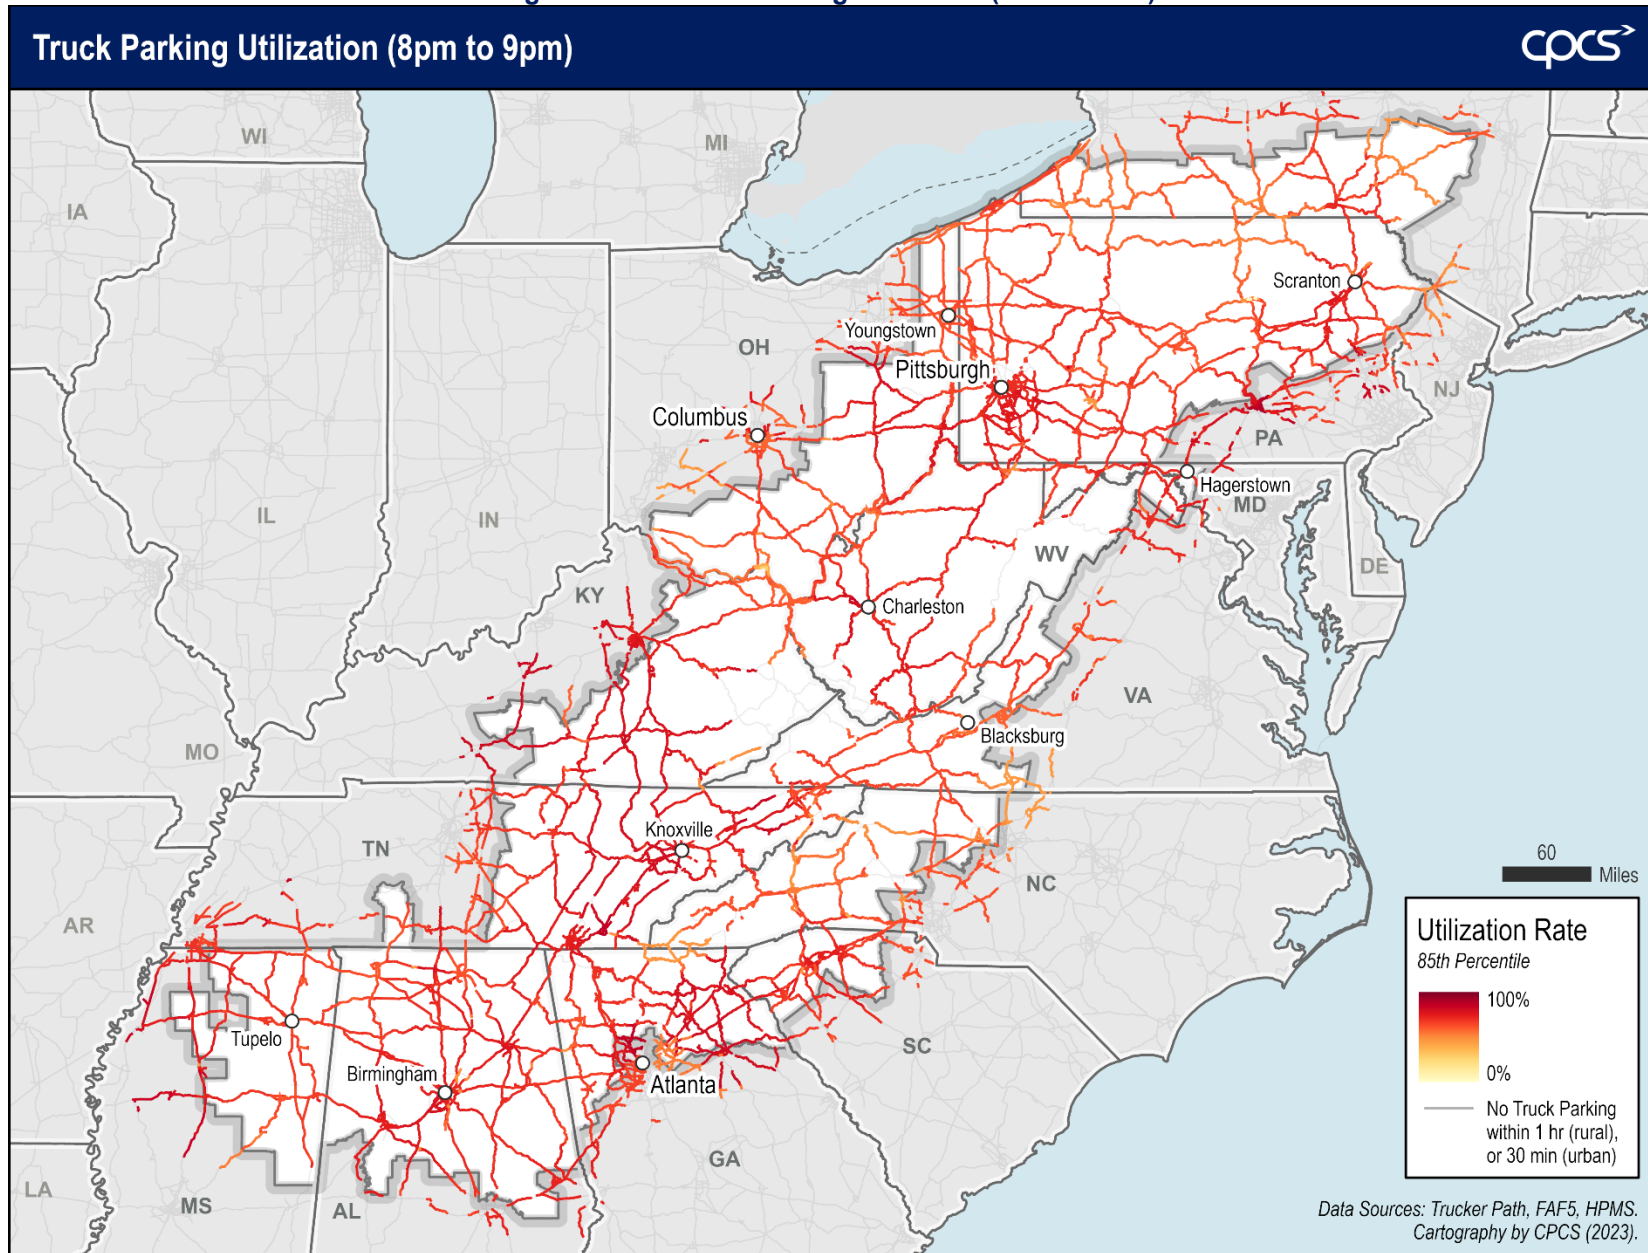 Truck Parking Utilization (8pm to 9pm)
cpcs
WI
MI
IA
Scranton
Youngstown
OH
Pittsburgh
NJ
Columbus
PA
Hagerstown
MD
IL
IN
WV
DE
KY
Charleston
VA
Blacksburg
MO
Knoxville
TN
NC
60
Miles
AR
Utilization Rate
85th Percentile
100%
0%
No Truck Parking
within 1 hr (rural),
or 30 min (urban)
Tupelo
SC
Birmingham
Atlanta
GA
LA
MS
AL
Data Sources: Trucker Path, FAF5, HPMS.
Cartography by CPCS (2023).